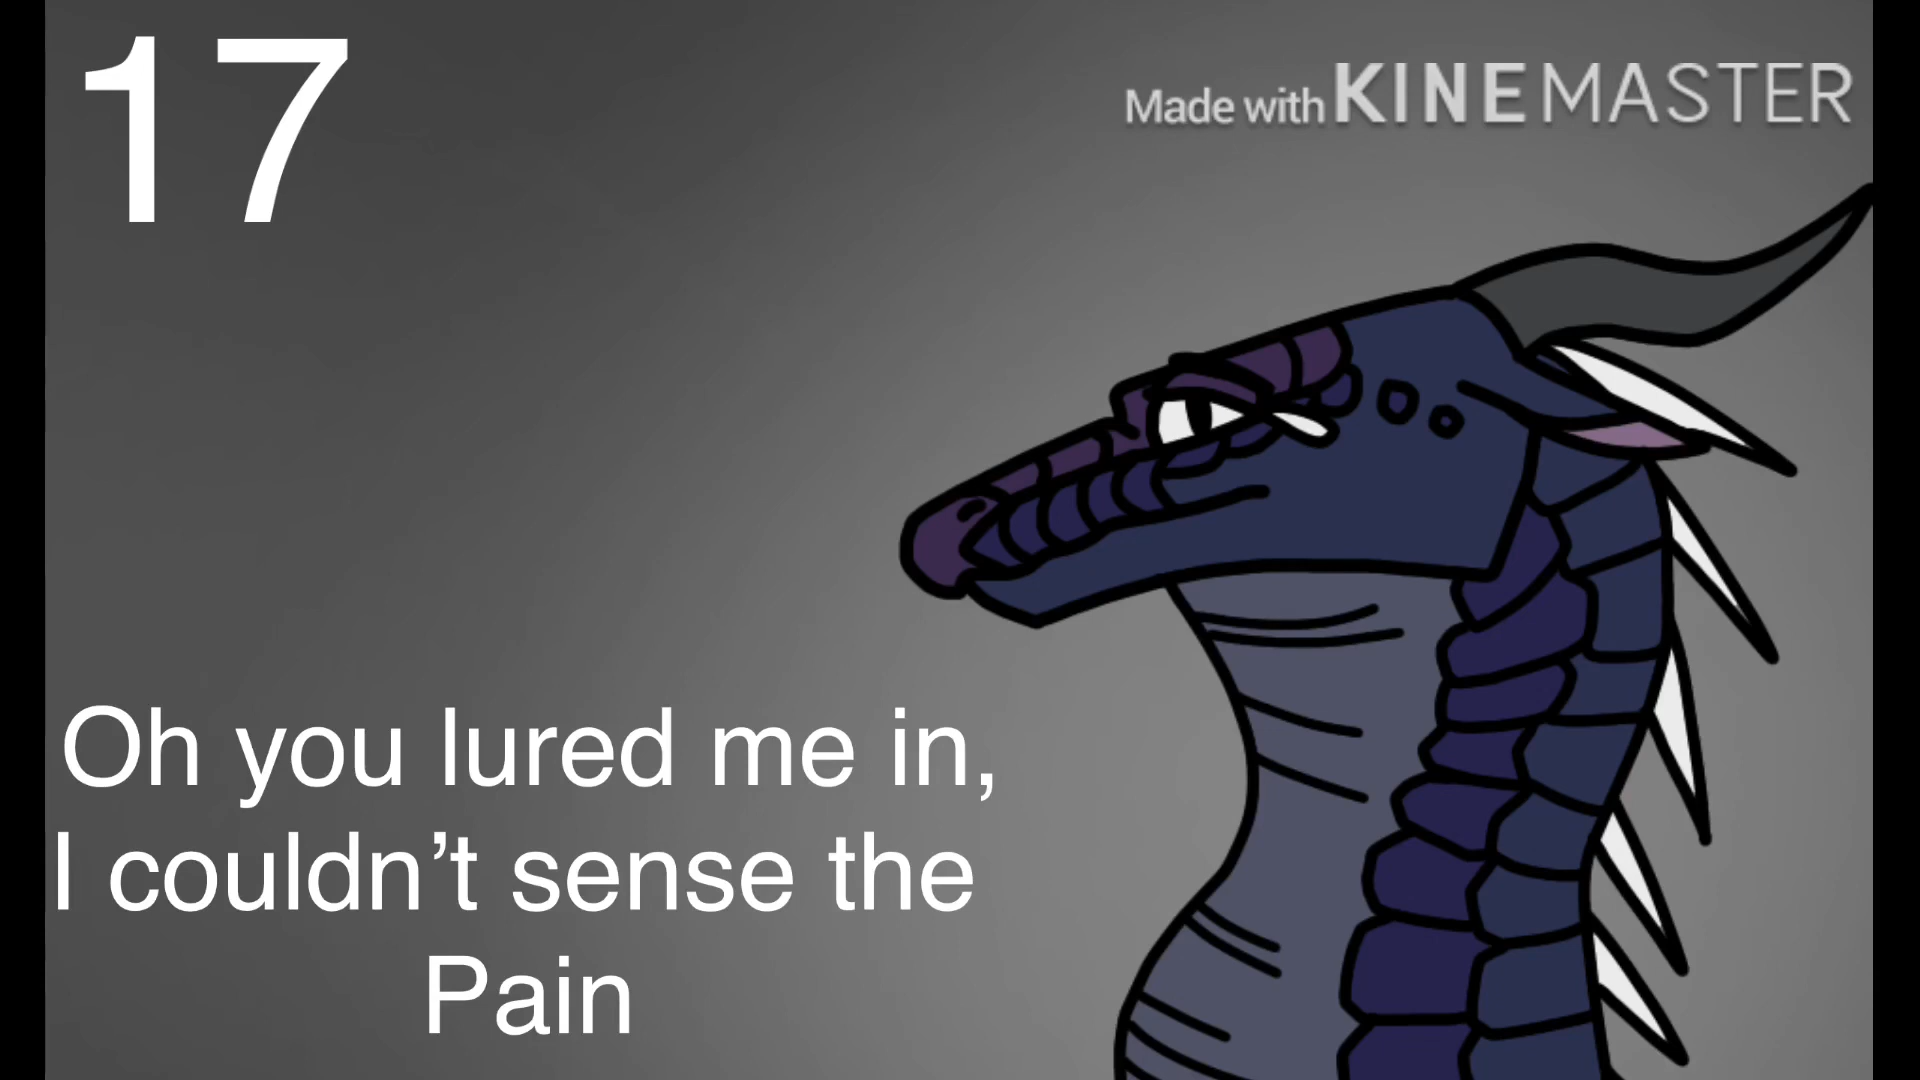 17
Made with KINEMASTER
Oh you lured me in,
I couldn’t sense the
Pain